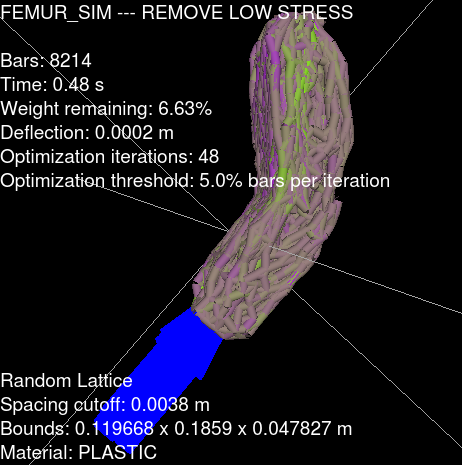 FEMUR_SIM --- REMOVE LOW STRESS
Bars: 8214
Time: 0.48 s
Weight remaining: 6.63%
Deflection: 0.0002 m
Optimization iterations: 48
Optimization threshold: 5.0% bars per iteration
Random Lattice
Spacing cutoff: 0.0038 m
Bounds: 0.119668 x 0.1859 x 0.047827 m
Material: PLASTIC